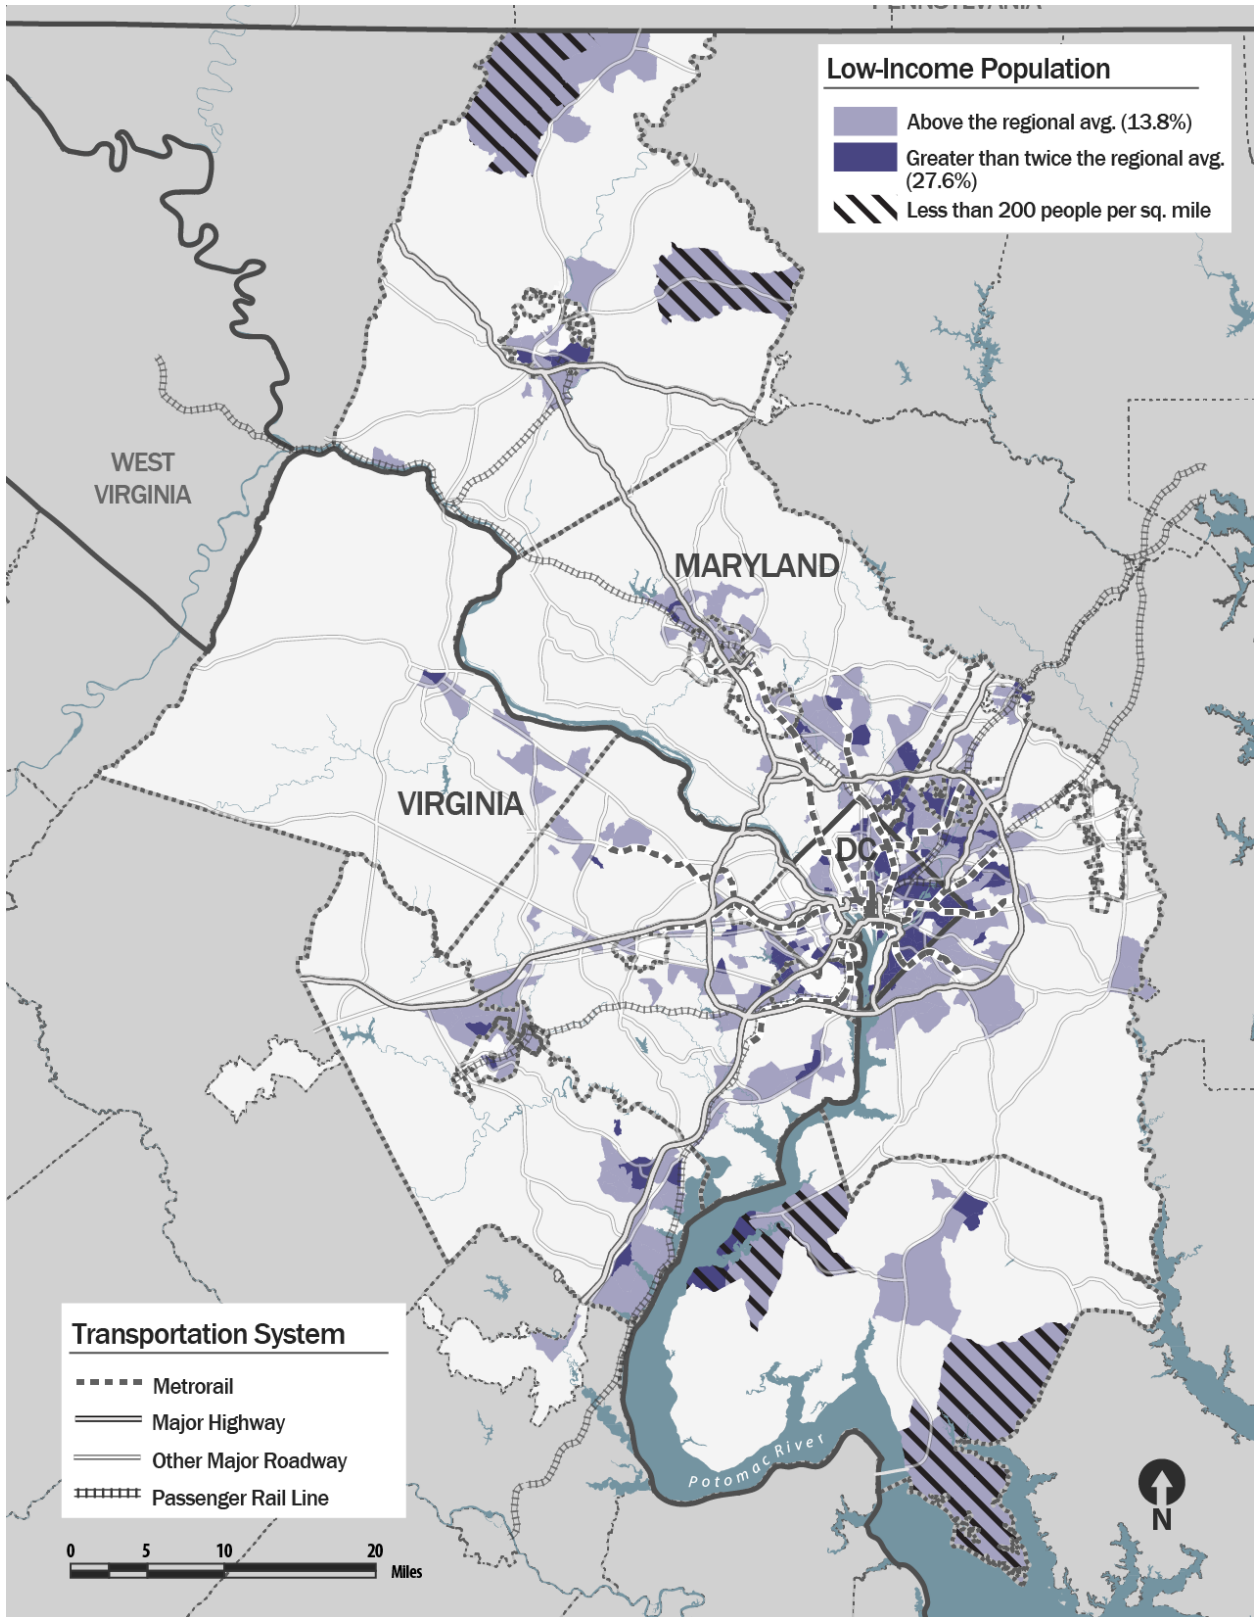 PENNSYLVANIA
Low-Income Population
Above the regional avg. (13.8%)
Greater than twice the regional avg.
(27.6%)
Less than 200 people per sq. mile
WEST
VIRGINIA
MARYLAND
VIRGINIA
DC
Transportation System
Metrorail
Major Highway
Other Major Roadway
Passenger Rail Line
Potomac River
N
0 5 10 20
Miles